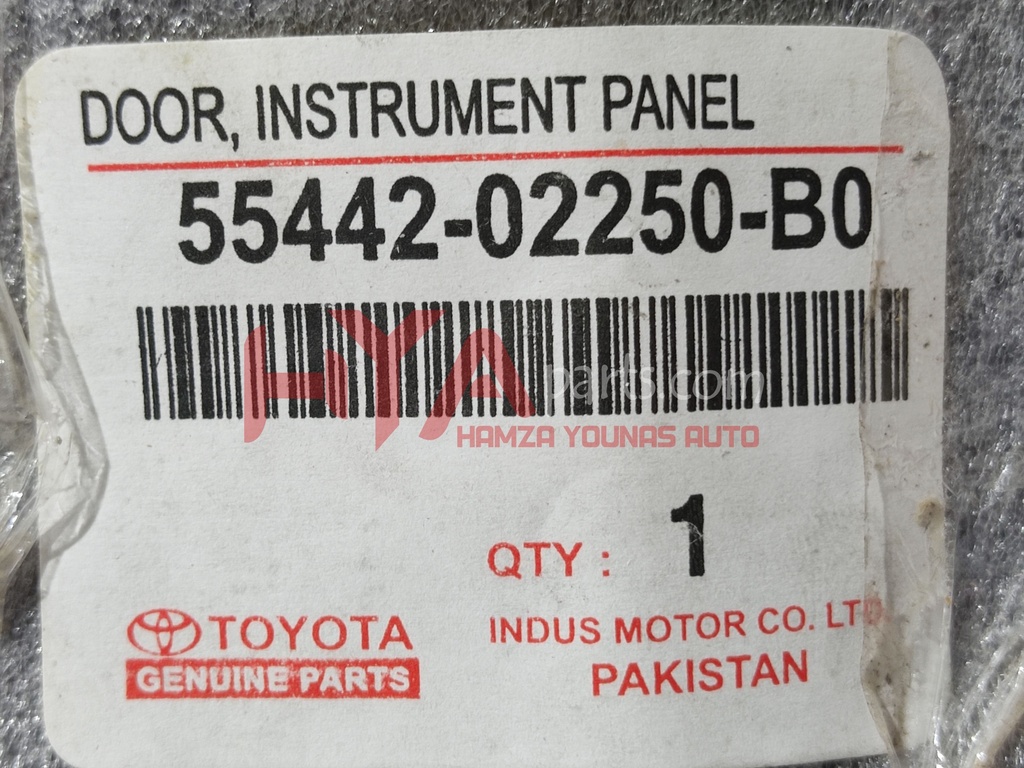 DOOR, INSTRUMENT PANEL
55442-02250-B0
HYA parts.com
HAMZA YOUNAS AUTO
QTY : 1
TOYOTA
GENUINE PARTS
INDUS MOTOR CO. LTD
PAKISTAN